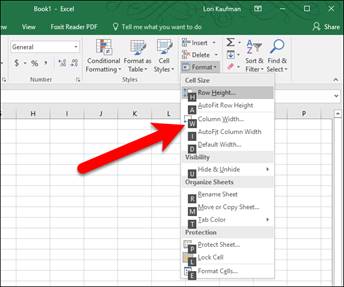 Book1 - Excel
Lori Kaufman
Foxit Reader PDF
Tell me what you want to do
Share
Conditional Formatting
Format as Table
Cell Styles
Insert
Delete
Format
Sort & Filter
Find & Select
Styles
Cell Size
H Row Height...
A AutoFit Row Height
W Column Width...
I AutoFit Column Width
D Default Width...
Visibility
U Hide & Unhide
Organize Sheets
R Rename Sheet
M Move or Copy Sheet...
T Tab Color
Protection
P Protect Sheet...
L Lock Cell
E Format Cells...
G H I J K L P